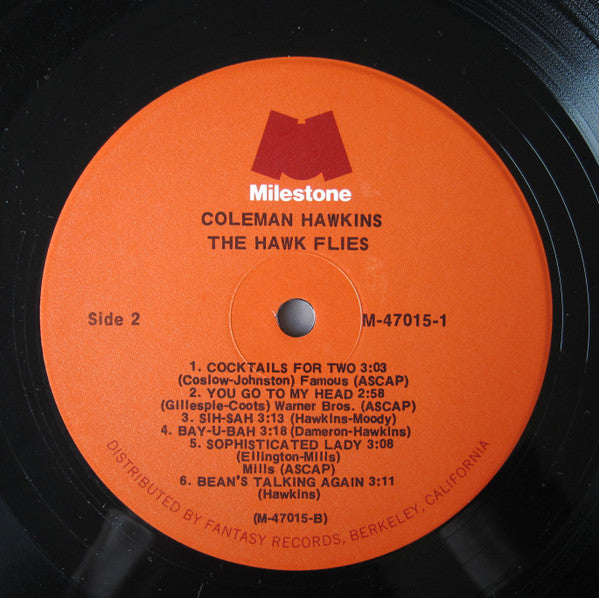 Milestone
COLEMAN HAWKINS
THE HAWK FLIES
Side 2
M-47015-1
1. COCKTAILS FOR TWO 3:03
(Coslow-Johnston) Famous (ASCAP)
2. YOU GO TO MY HEAD 2:58
(Gillespie-Coots) Warner Bros. (ASCAP)
3. SIH-SAH 3:13 (Hawkins-Moody)
4. BAY-U-BAH 3:18 (Dameron-Hawkins)
5. SOPHISTICATED LADY 3:08
(Ellington-Mills)
Mills (ASCAP)
6. BEAN'S TALKING AGAIN 3:11
(Hawkins)
(M-47015-B)
DISTRIBUTED BY FANTASY RECORDS, BERKELEY, CALIFORNIA